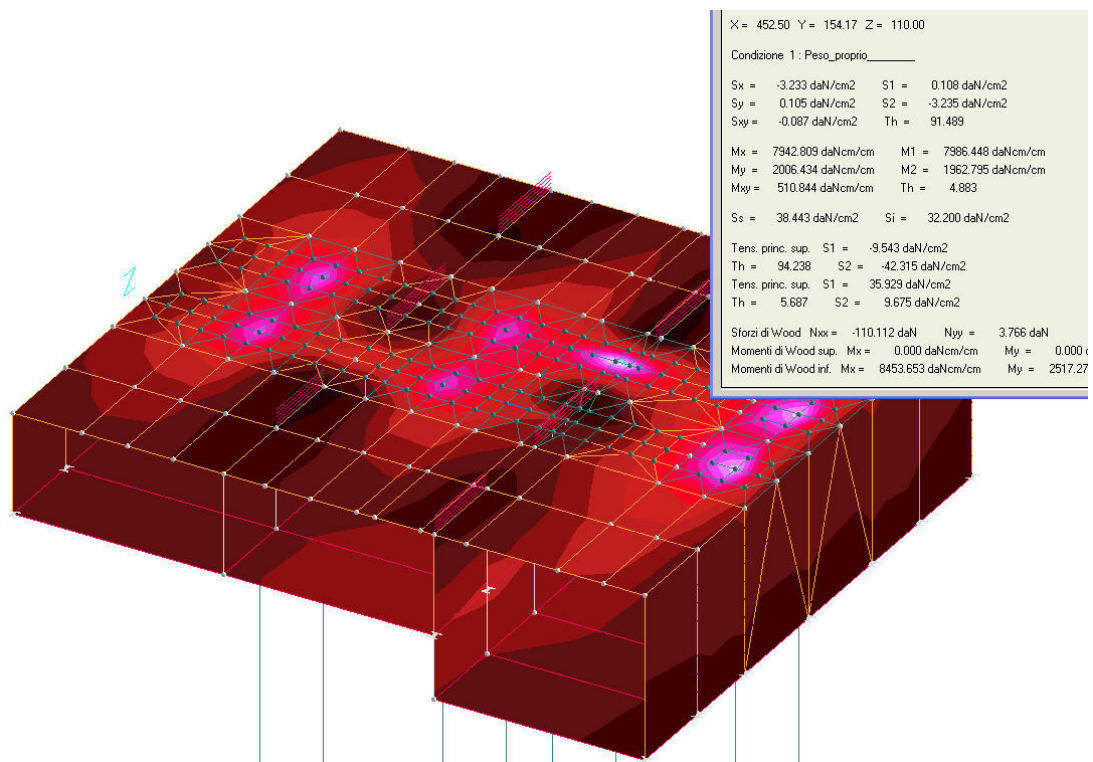 X = 452.50 Y = 154.17 Z = 110.00
Condizione 1 : Peso_proprio________
Sx = -3.233 daN/cm2 S1 = 0.108 daN/cm2
Sy = 0.105 daN/cm2 S2 = -3.235 daN/cm2
Sxy = -0.087 daN/cm2 Th = 91.489
Mx = 7942.809 daNcm/cm M1 = 7986.448 daNcm/cm
My = 2006.434 daNcm/cm M2 = 1962.795 daNcm/cm
Mxy = 510.844 daNcm/cm Th = 4.883
Ss = 38.443 daN/cm2 Si = 32.200 daN/cm2
Tens. princ. sup. S1 = -9.543 daN/cm2
Th = 94.238 S2 = -42.315 daN/cm2
Tens. princ. sup. S1 = 35.929 daN/cm2
Th = 5.687 S2 = 9.675 daN/cm2
Sforzi di Wood Nxx = -110.112 daN Nyy = 3.766 daN
Momenti di Wood sup. Mx = 0.000 daNcm/cm My = 0.000
Momenti di Wood inf. Mx = 8453.653 daNcm/cm My = 2517.27
Z